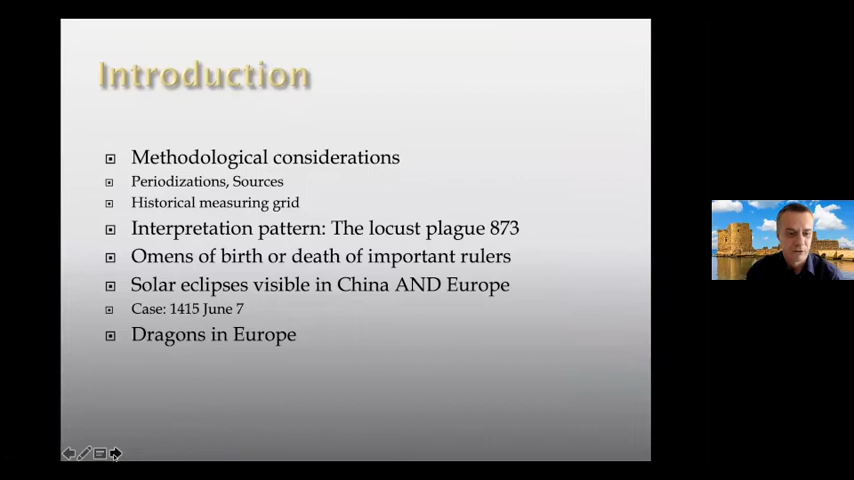 Introduction
Methodological considerations
Periodizations, Sources
Historical measuring grid
Interpretation pattern: The locust plague 873
Omens of birth or death of important rulers
Solar eclipses visible in China AND Europe
Case: 1415 June 7
Dragons in Europe